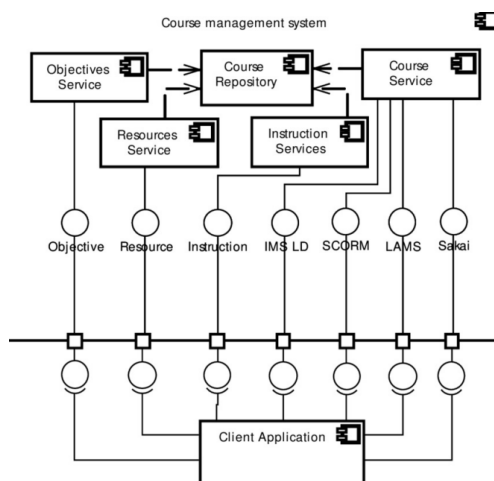 Course management system
Objectives
Service
Course
Repository
Course
Service
Resources
Service
Instruction
Services
Objective
Resource
Instruction
IMS LD
SCORM
LAMS
Sakai
Client Application